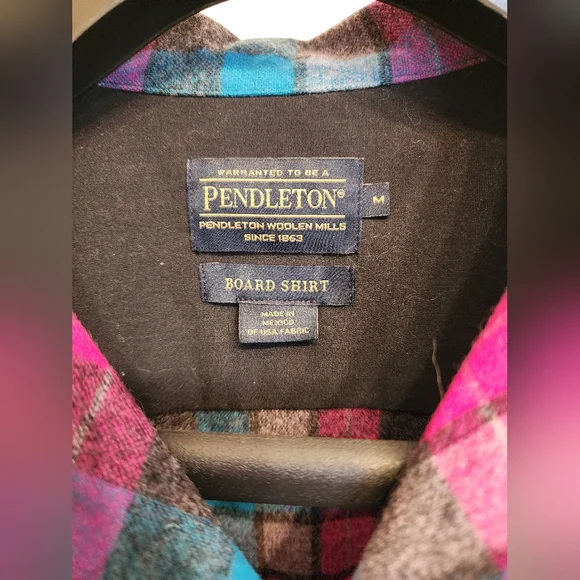 WARRANTED TO BE A
PENDLETON®
PENDLETON WOOLEN MILLS
SINCE 1863
M
BOARD SHIRT
MADE IN
MEXICO
OF USA FABRIC